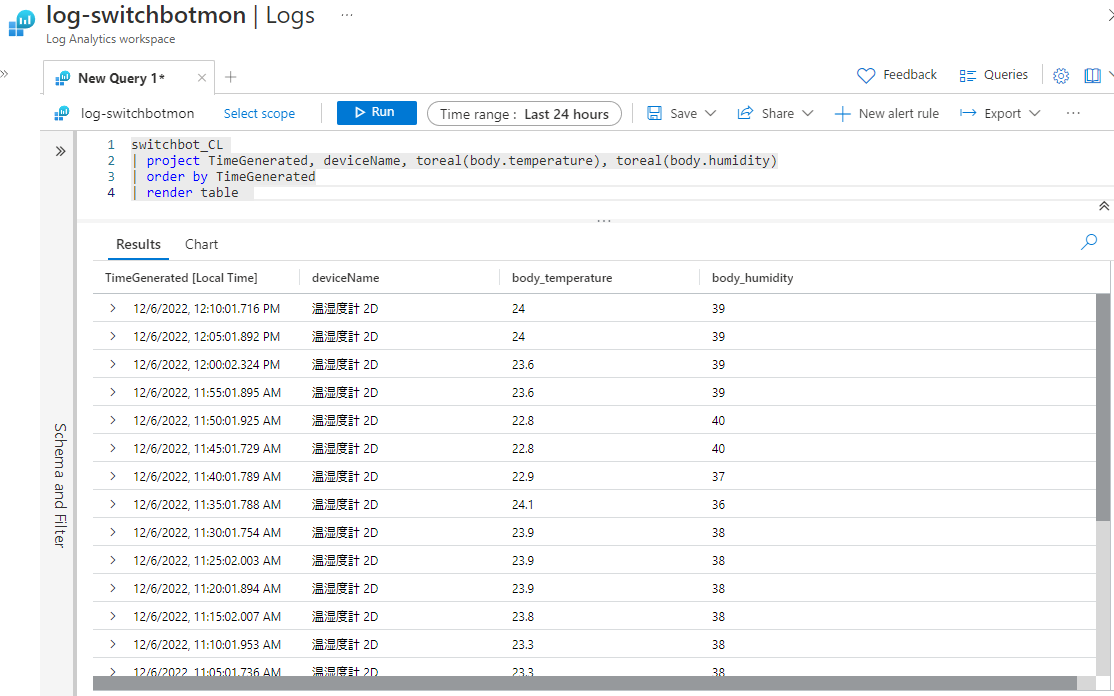 log-switchbotmon | Logs ...
Log Analytics workspace
New Query 1*
Feedback
Queries
log-switchbotmon
Select scope
Run
Time range : Last 24 hours
Save
Share
New alert rule
Export
...
1 switchbot_CL
2 | project TimeGenerated, deviceName, toreal(body.temperature), toreal(body.humidity)
3 | order by TimeGenerated
4 | render table
...
Schema and Filter
Results Chart
TimeGenerated [Local Time] deviceName body_temperature body_humidity
12/6/2022, 12:10:01.716 PM 温湿度計 2D 24 39
12/6/2022, 12:05:01.892 PM 温湿度計 2D 24 39
12/6/2022, 12:00:02.324 PM 温湿度計 2D 23.6 39
12/6/2022, 11:55:01.895 AM 温湿度計 2D 23.6 39
12/6/2022, 11:50:01.925 AM 温湿度計 2D 22.8 40
12/6/2022, 11:45:01.729 AM 温湿度計 2D 22.8 40
12/6/2022, 11:40:01.789 AM 温湿度計 2D 22.9 37
12/6/2022, 11:35:01.788 AM 温湿度計 2D 24.1 36
12/6/2022, 11:30:01.754 AM 温湿度計 2D 23.9 38
12/6/2022, 11:25:02.003 AM 温湿度計 2D 23.9 38
12/6/2022, 11:20:01.894 AM 温湿度計 2D 23.9 38
12/6/2022, 11:15:02.007 AM 温湿度計 2D 23.8 38
12/6/2022, 11:10:01.953 AM 温湿度計 2D 23.3 38
12/6/2022, 11:05:01.736 AM 温湿度計 2D 23.3 38